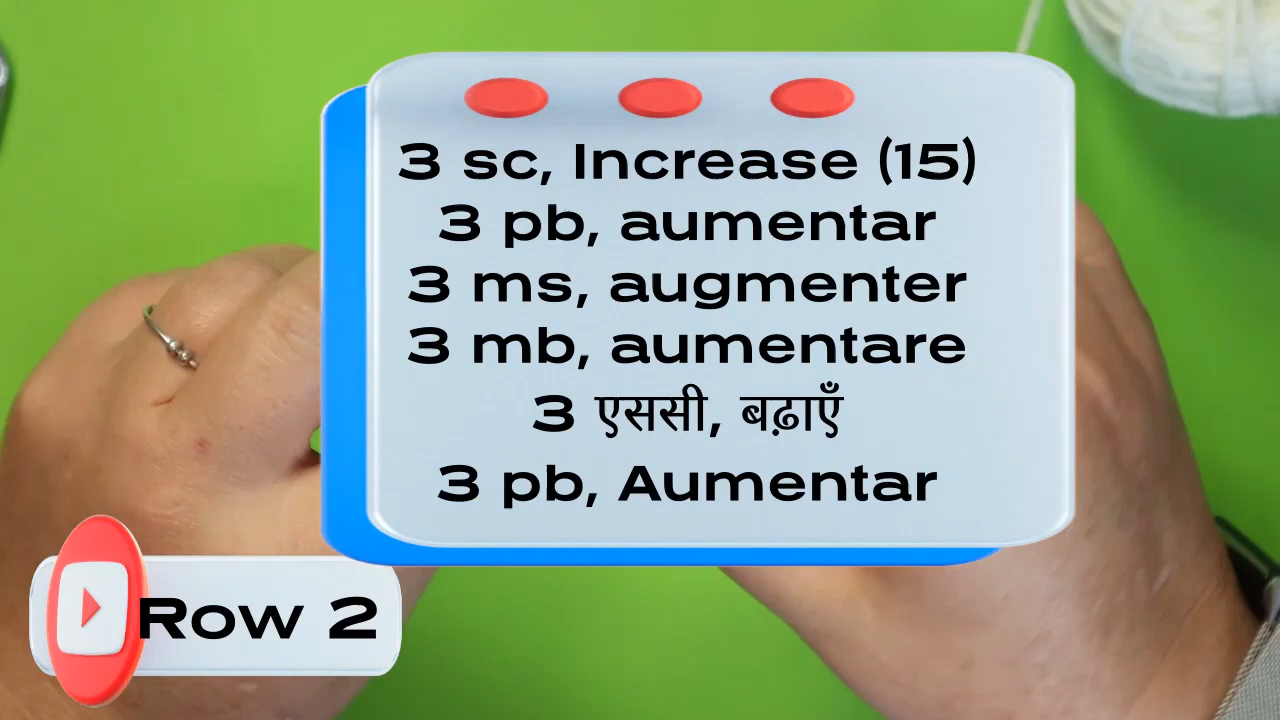 3 sc, Increase (15)
3 pb, aumentar
3 ms, augmenter
3 mb, aumentare
3 एससी, बढ़ाएँ
3 pb, Aumentar
Row 2